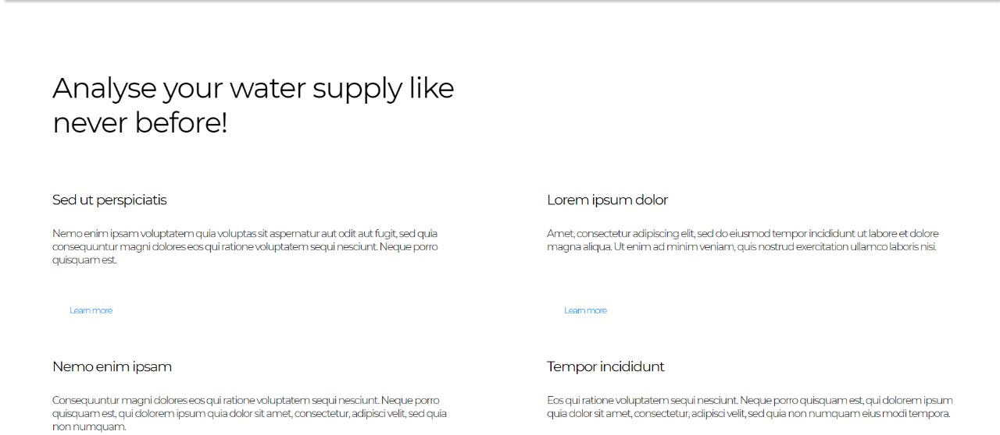 Analyse your water supply like
never before!
Sed ut perspiciatis
Nemo enim ipsam voluptatem quia voluptas sit aspernatur aut odit aut fugit, sed quia
consequuntur magni dolores eos qui ratione voluptatem sequi nesciunt. Neque porro
quisquam est.
Learn more
Lorem ipsum dolor
Amet, consectetur adipiscing elit, sed do eiusmod tempor incididunt ut labore et dolore
magna aliqua. Ut enim ad minim veniam, quis nostrud exercitation ullamco laboris nisi.
Learn more
Nemo enim ipsam
Consequuntur magni dolores eos qui ratione voluptatem sequi nesciunt. Neque porro
quisquam est, qui dolorem ipsum quia dolor sit amet, consectetur, adipisci velit, sed quia
non numquam.
Tempor incididunt
Eos qui ratione voluptatem sequi nesciunt. Neque porro quisquam est, qui dolorem ipsum
quia dolor sit amet, consectetur, adipisci velit, sed quia non numquam eius modi tempora.